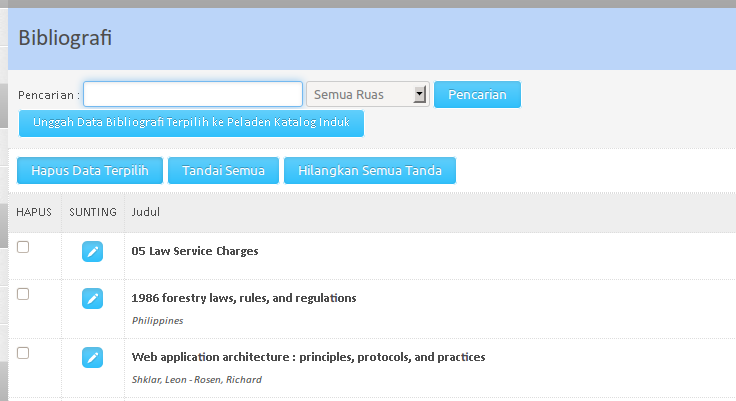 Bibliografi
Pencarian : Semua Ruas Pencarian
Unggah Data Bibliografi Terpilih ke Peladen Katalog Induk
Hapus Data Terpilih Tandai Semua Hilangkan Semua Tanda
HAPUS SUNTING Judul
05 Law Service Charges
1986 forestry laws, rules, and regulations
Philippines
Web application architecture : principles, protocols, and practices
Shklar, Leon - Rosen, Richard